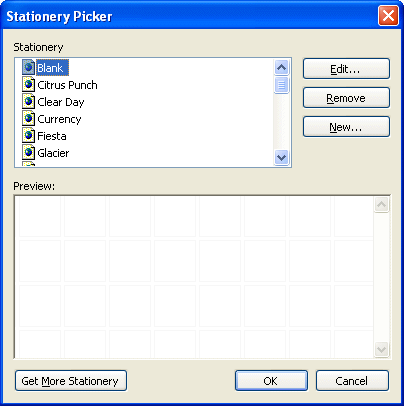 Stationery Picker
Stationery
Blank
Citrus Punch
Clear Day
Currency
Fiesta
Glacier
Edit...
Remove
New...
Preview:
Get More Stationery
OK
Cancel